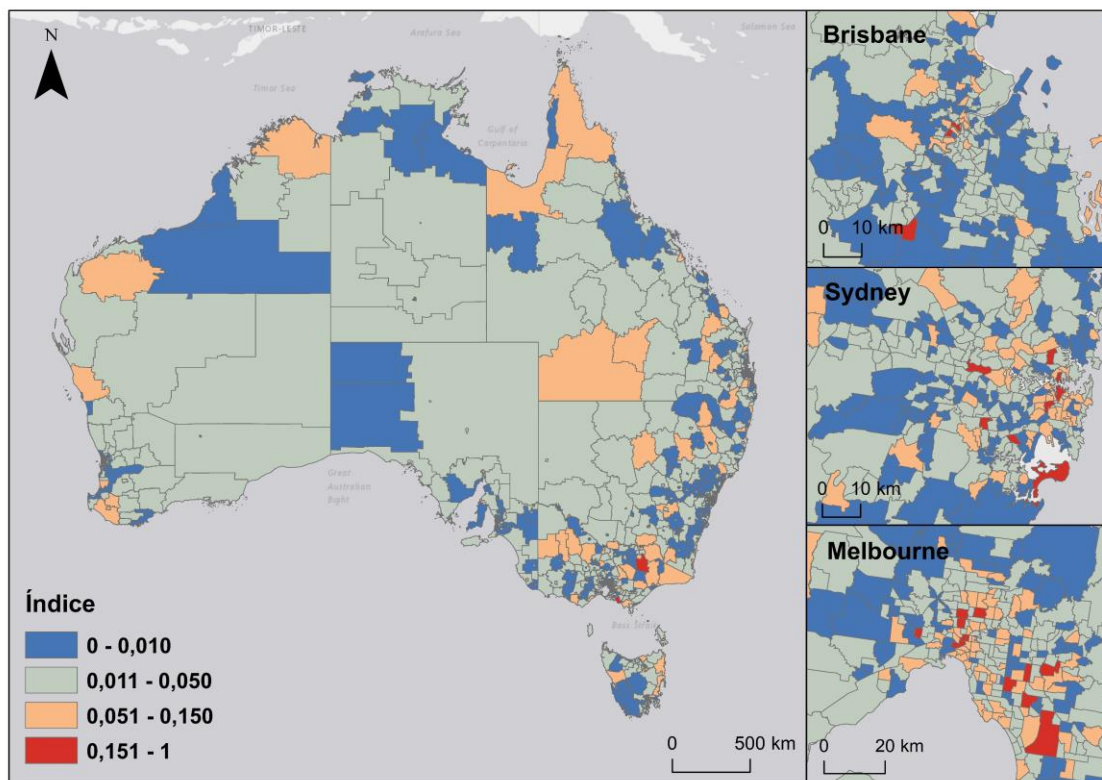 N
TIMOR-LESTE
Arafura Sea
Solomon Sea
Timor Sea
Gulf of
Carpentaria
Great
Australian
Bight
Bass Strait
Índice
0 - 0,010
0,011 - 0,050
0,051 - 0,150
0,151 - 1
0 500 km
Brisbane
0 10 km
Sydney
0 10 km
Melbourne
0 20 km